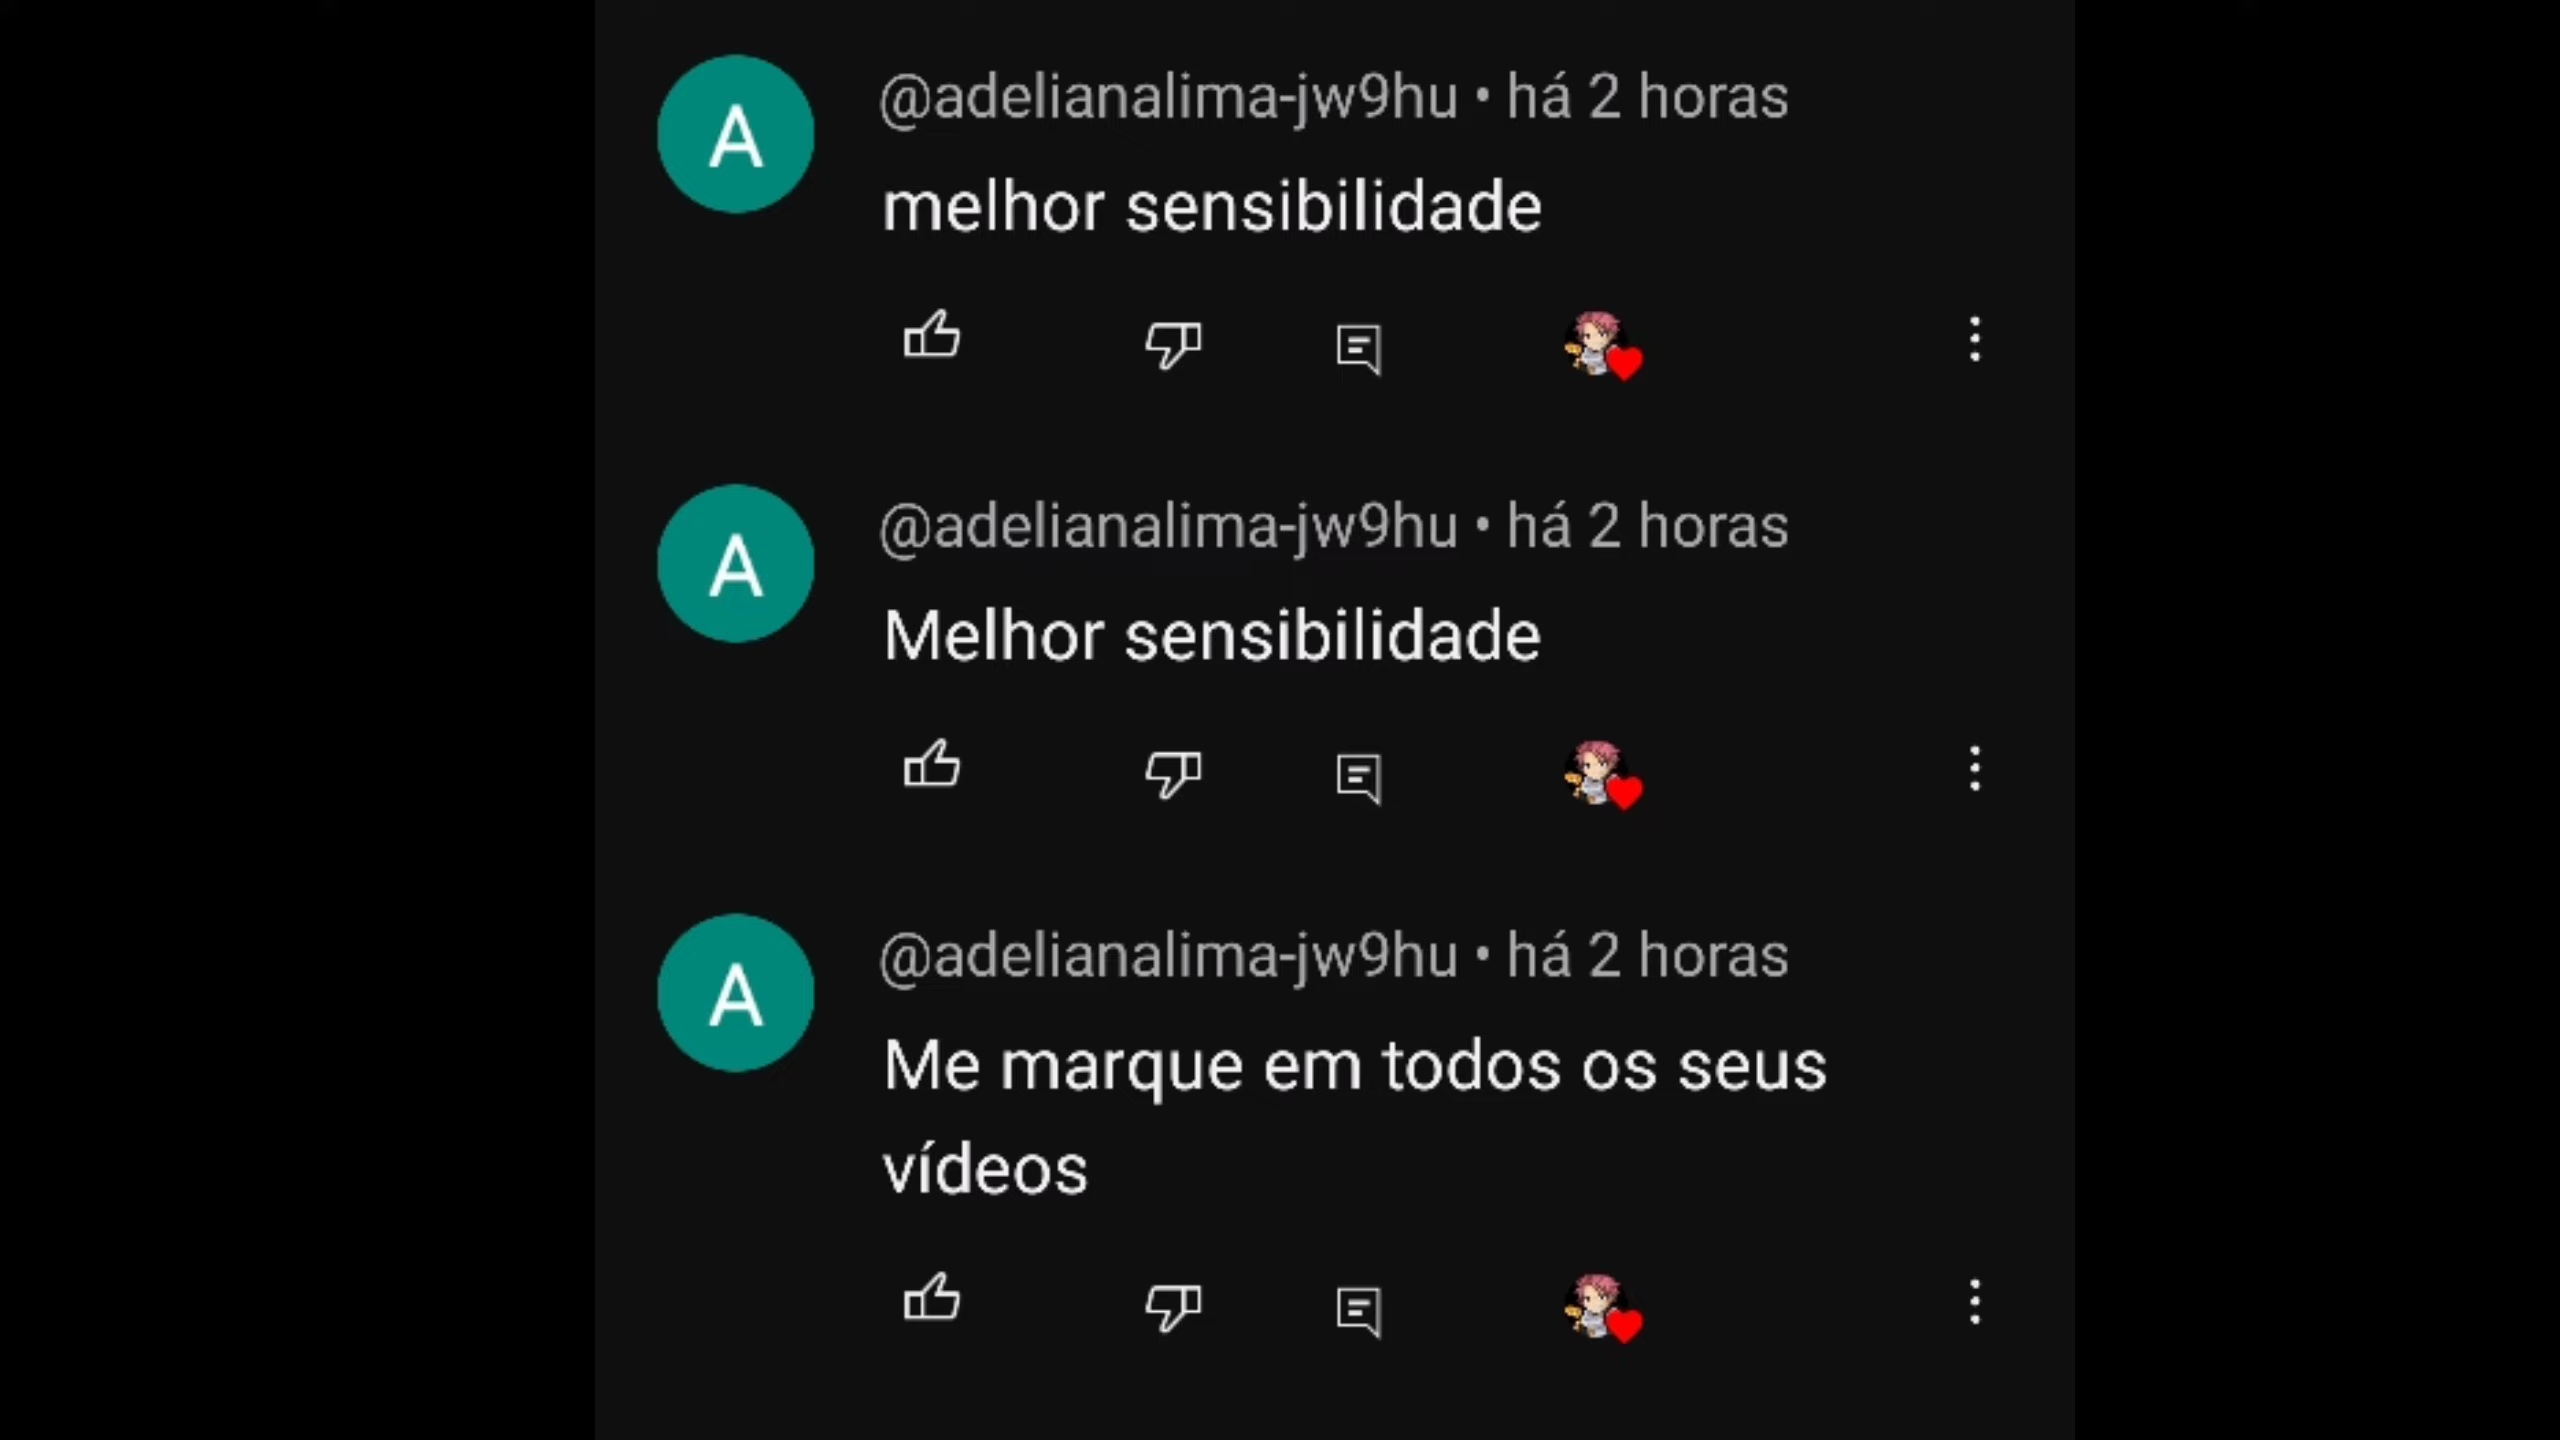 A
@adelianalima-jw9hu • há 2 horas
melhor sensibilidade
A
@adelianalima-jw9hu • há 2 horas
Melhor sensibilidade
A
@adelianalima-jw9hu • há 2 horas
Me marque em todos os seus
vídeos